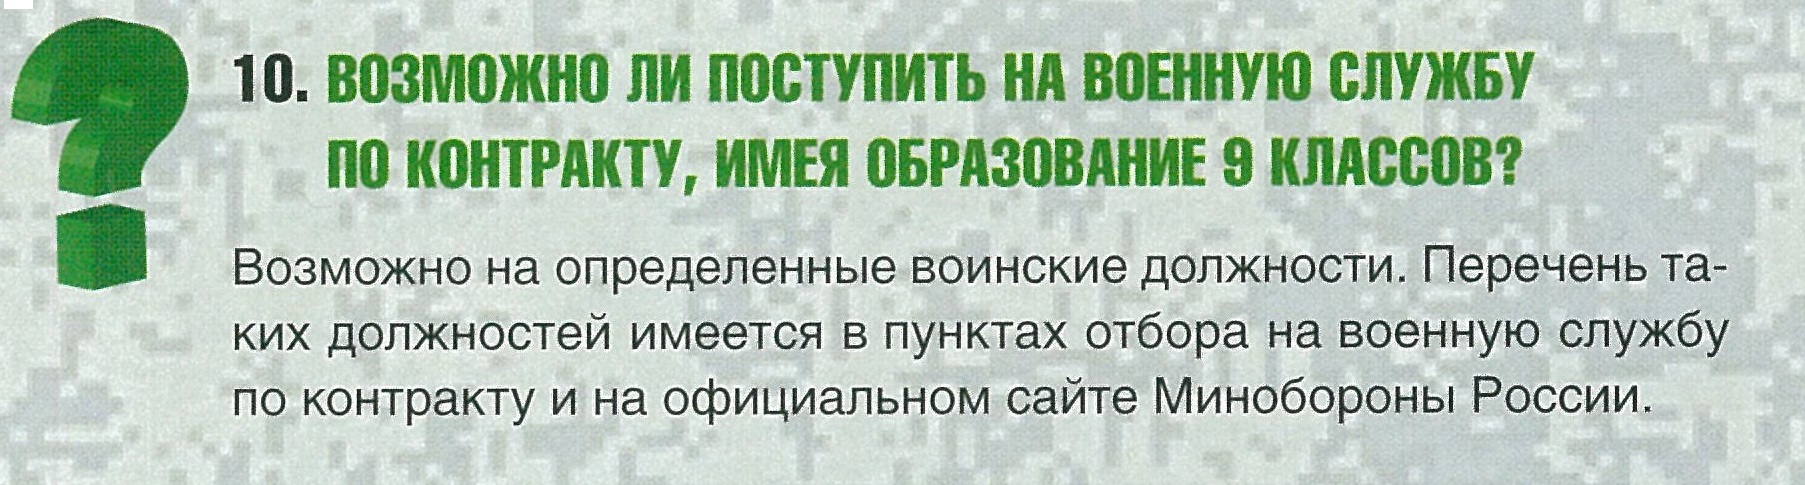 10. ВОЗМОЖНО ЛИ ПОСТУПИТЬ НА ВОЕННУЮ СЛУЖБУ
ПО КОНТРАКТУ, ИМЕЯ ОБРАЗОВАНИЕ 9 КЛАССОВ?
Возможно на определенные воинские должности. Перечень та-
ких должностей имеется в пунктах отбора на военную службу
по контракту и на официальном сайте Минобороны России.